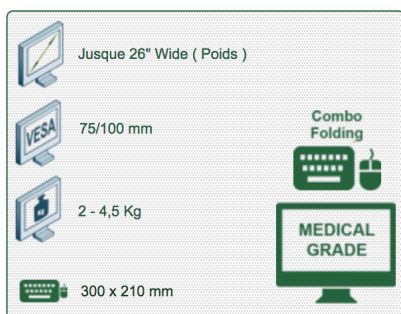 Jusque 26" Wide ( Poids )
VESA
75/100 mm
Combo
Folding
2 - 4,5 Kg
MEDICAL
GRADE
300 x 210 mm